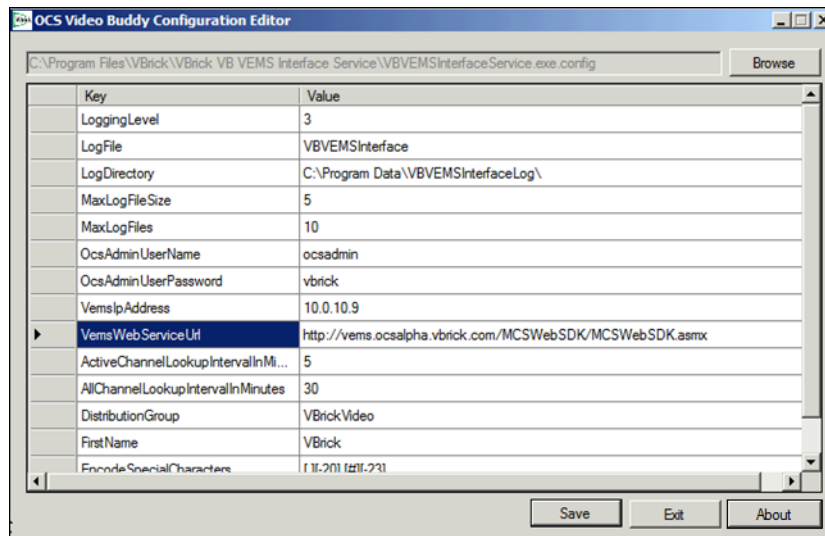 OCS Video Buddy Configuration Editor
C:\Program Files\VBrick\VBrick VB VEMS Interface Service\VBVEMSInterfaceService.exe.config Browse
Key Value
LoggingLevel 3
LogFile VBVEMSInterface
LogDirectory C:\Program Data\VBVEMSInterfaceLog\
MaxLogFileSize 5
MaxLogFiles 10
OcsAdminUserName ocsadmin
OcsAdminUserPassword vbrick
VemsIpAddress 10.0.10.9
VemsWebServiceUrl http://vems.ocsalpha.vbrick.com/MCSWebSDK/MCSWebSDK.asmx
ActiveChannelLookupIntervalInMi... 5
AllChannelLookupIntervalInMinutes 30
DistributionGroup VBrickVideo
FirstName VBrick
EncodeSpecialCharacters [ ][-20] [#][-23]
Save Exit About